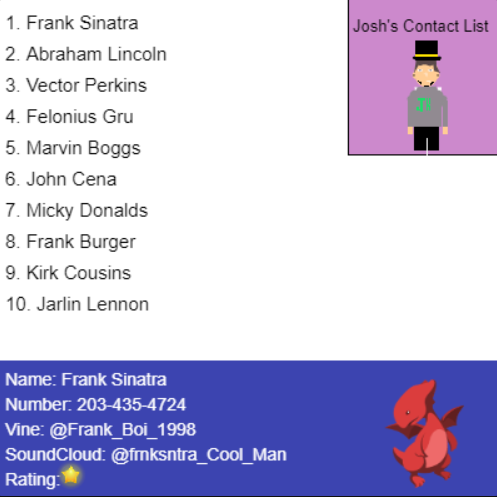 1. Frank Sinatra
2. Abraham Lincoln
3. Vector Perkins
4. Felonius Gru
5. Marvin Boggs
6. John Cena
7. Micky Donalds
8. Frank Burger
9. Kirk Cousins
10. Jarlin Lennon
Josh's Contact List
Name: Frank Sinatra
Number: 203-435-4724
Vine: @Frank_Boi_1998
SoundCloud: @frnksntra_Cool_Man
Rating: